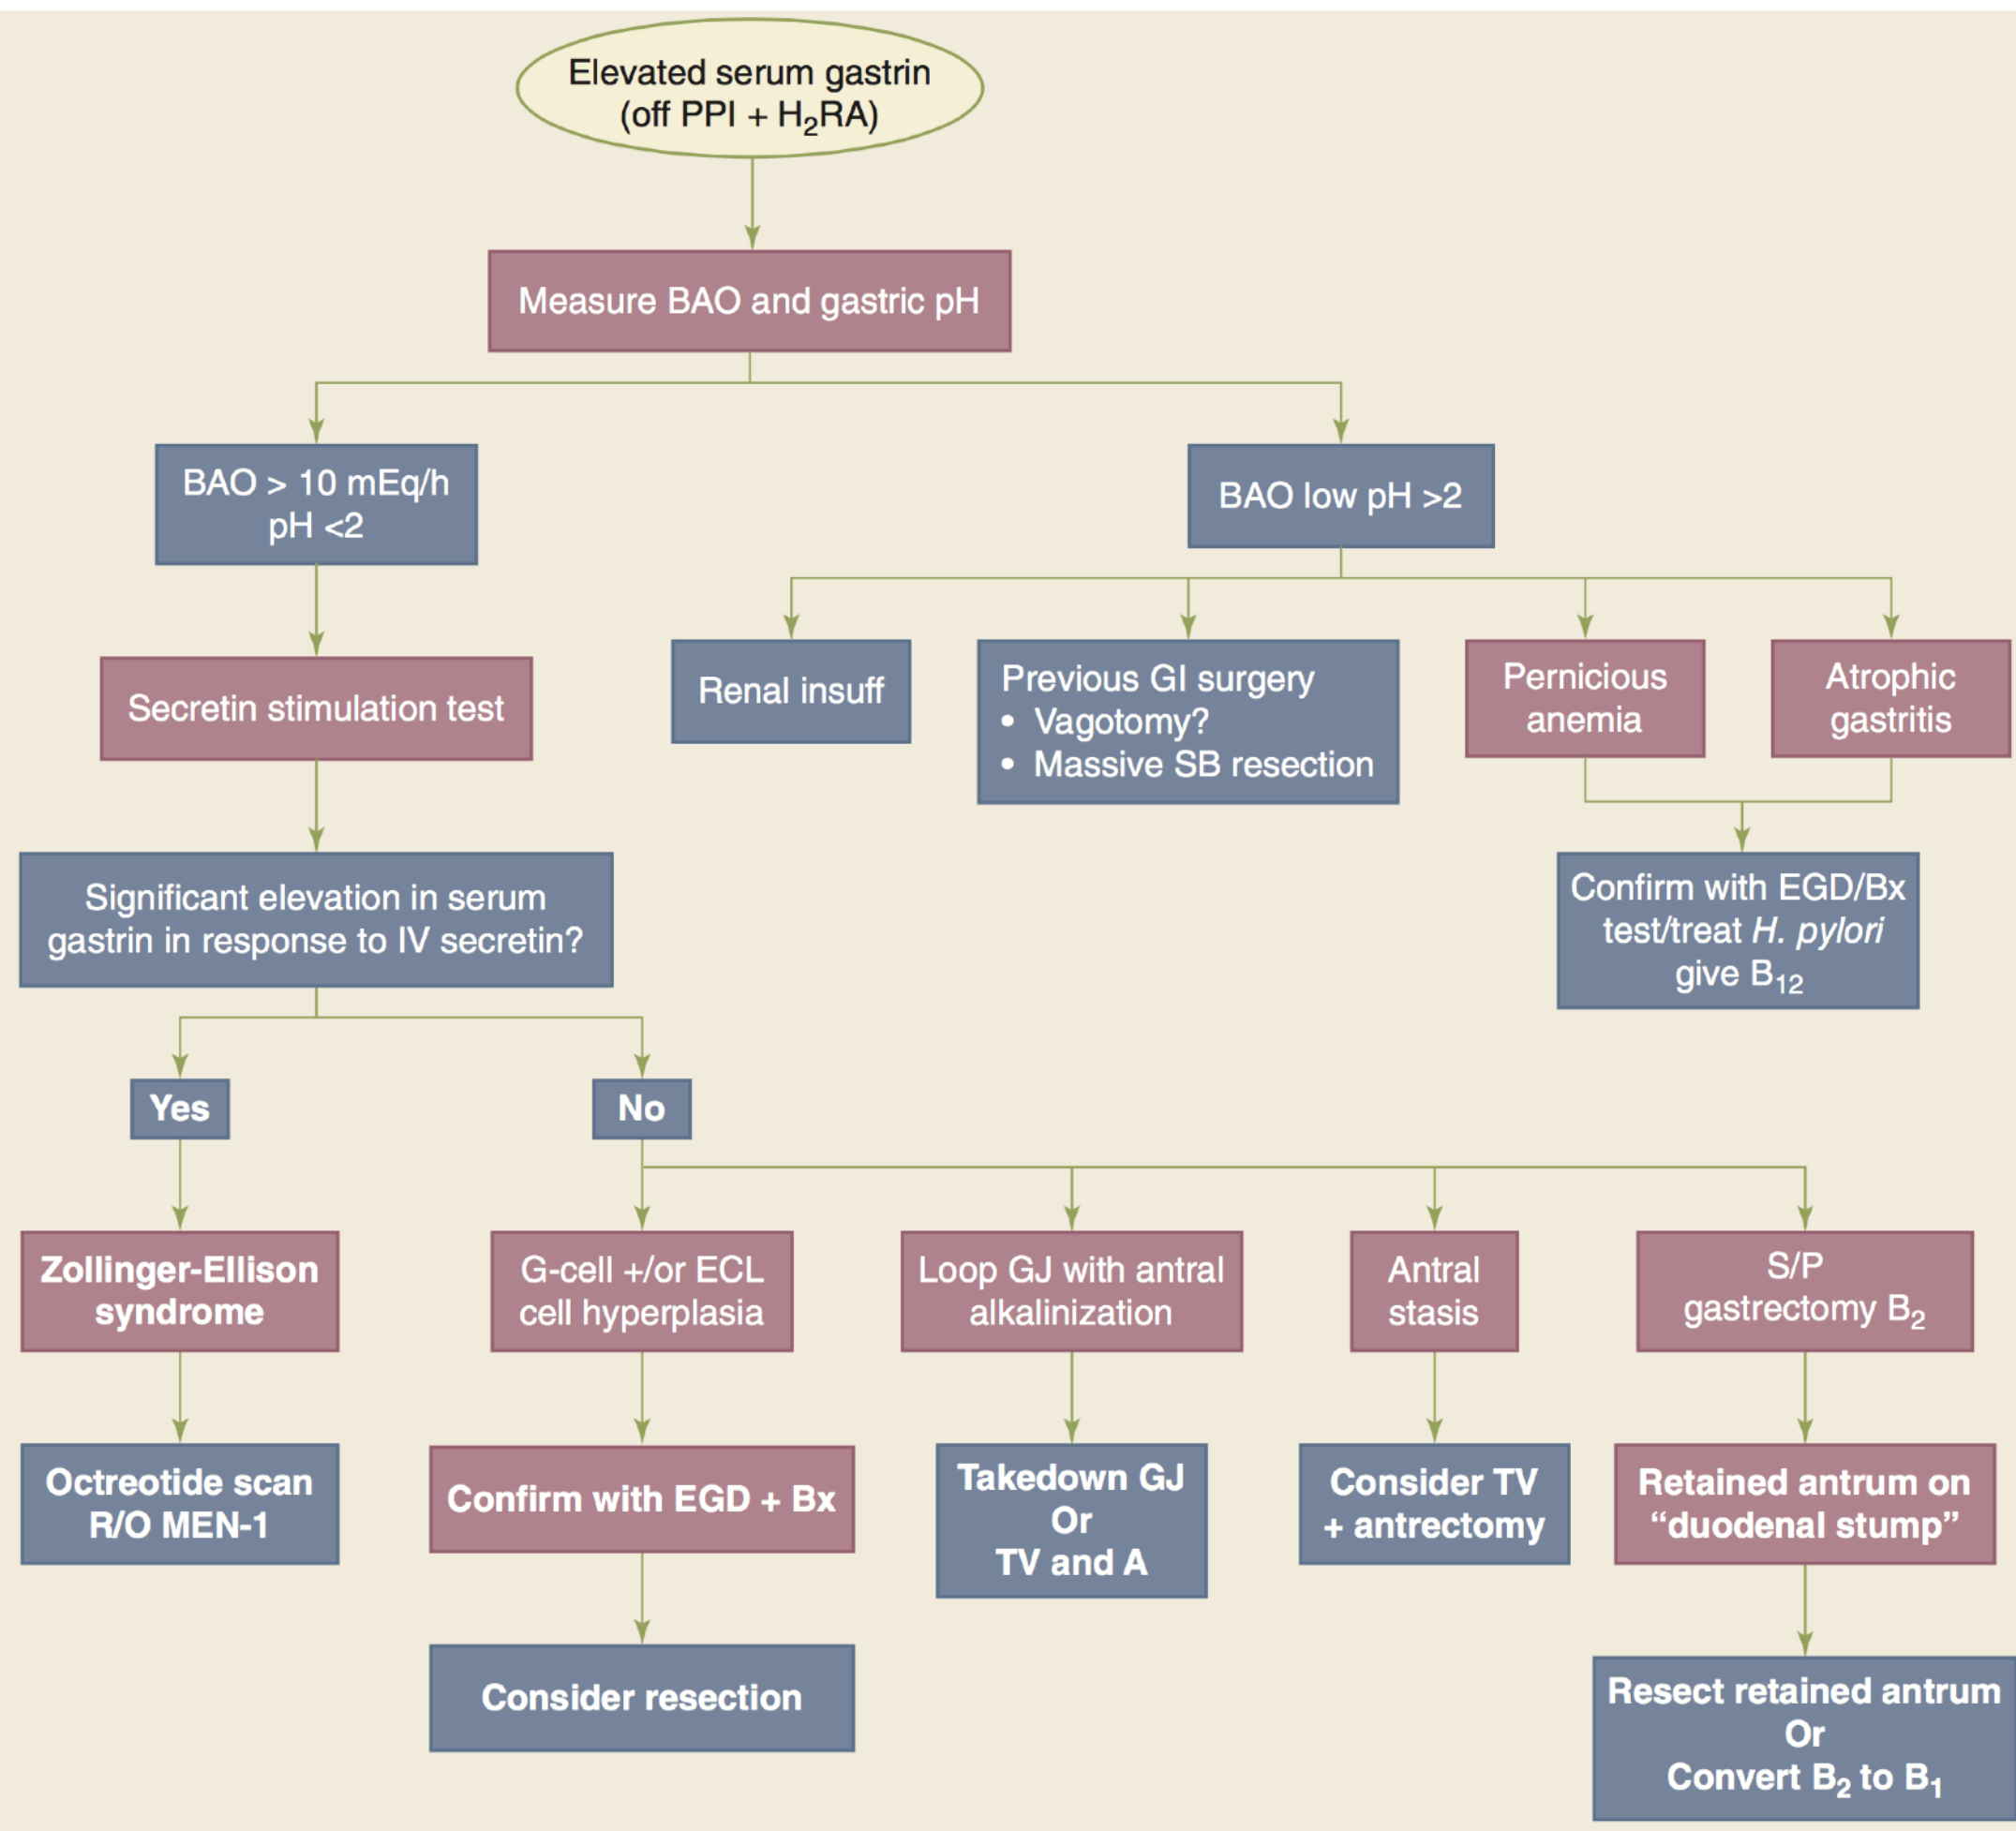 Elevated serum gastrin
(off PPI + H₂RA)
Measure BAO and gastric pH
BAO > 10 mEq/h
pH <2
BAO low pH >2
Secretin stimulation test
Renal insuff
Previous GI surgery
• Vagotomy?
• Massive SB resection
Pernicious
anemia
Atrophic
gastritis
Significant elevation in serum
gastrin in response to IV secretin?
Confirm with EGD/Bx
test/treat H. pylori
give B₁₂
Yes
No
Zollinger-Ellison
syndrome
G-cell +/or ECL
cell hyperplasia
Loop GJ with antral
alkalinization
Antral
stasis
S/P
gastrectomy B₂
Octreotide scan
R/O MEN-1
Confirm with EGD + Bx
Takedown GJ
Or
TV and A
Consider TV
+ antrectomy
Retained antrum on
“duodenal stump”
Consider resection
Resect retained antrum
Or
Convert B₂ to B₁